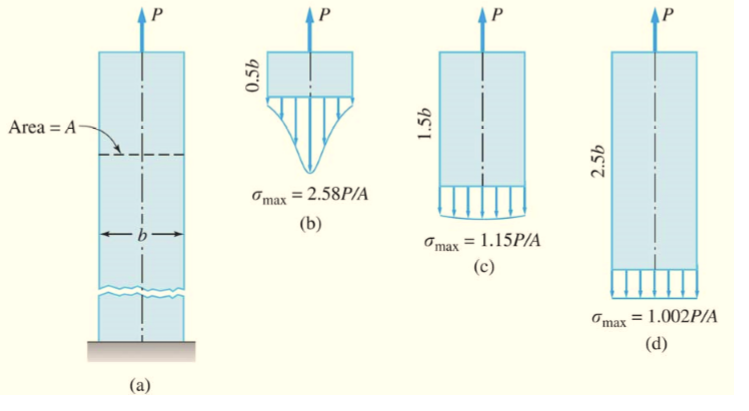 P
Area = A
b
(a)
P
0.5b
σmax = 2.58P/A
(b)
P
1.5b
σmax = 1.15P/A
(c)
P
2.5b
σmax = 1.002P/A
(d)